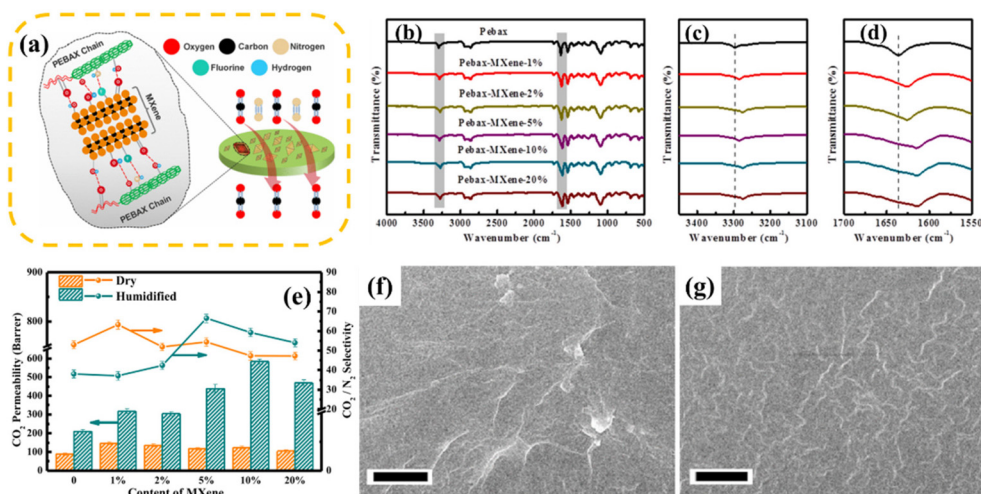 (a)
PEBAX Chain
MXene
PEBAX Chain
Oxygen Carbon Nitrogen
Fluorine Hydrogen
(b)
Pebax
Pebax-MXene-1%
Pebax-MXene-2%
Pebax-MXene-5%
Pebax-MXene-10%
Pebax-MXene-20%
Transmittance (%)
4000 3500 3000 2500 2000 1500 1000 500
Wavenumber (cm⁻¹)
(c)
Transmittance (%)
3400 3300 3200 3100
Wavenumber (cm⁻¹)
(d)
Transmittance (%)
1700 1650 1600 1550
Wavenumber (cm⁻¹)
(e)
Dry
Humidified
CO₂ Permeability (Barrer)
900
800
600
500
400
300
200
100
0
CO₂ / N₂ Selectivity
90
80
70
60
50
40
30
20
0
0 1% 2% 5% 10% 20%
Content of MXene
(f)
(g)